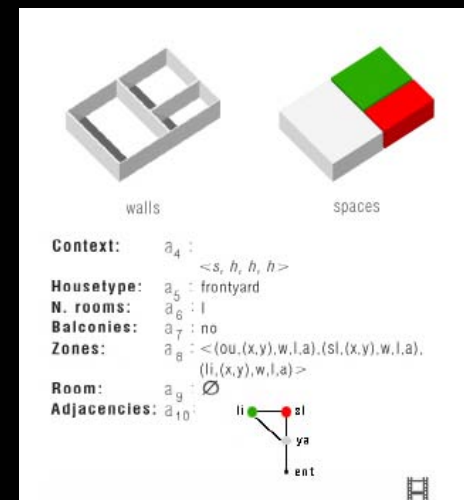 walls spaces
Context: a4 :
<s, h, h, h>
Housetype: a5 : frontyard
N. rooms: a6 : l
Balconies: a7 : no
Zones: a8 : <(ou,(x,y),w,l,a),(sl,(x,y),w,l,a),
(li,(x,y),w,l,a)>
Room: a9 : Ø
Adjacencies: a10 :
li sl
ya
ent